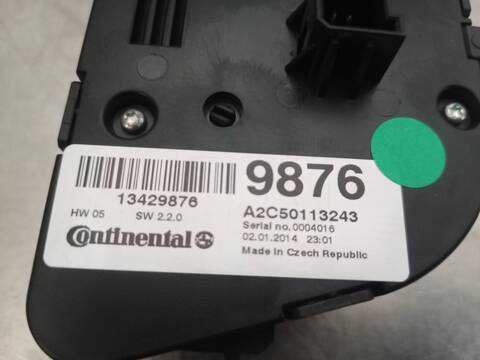 13429876
HW 05 SW 2.2.0
Continental
9876
A2C50113243
Serial no. 0004016
02.01.2014 23:01
Made in Czech Republic